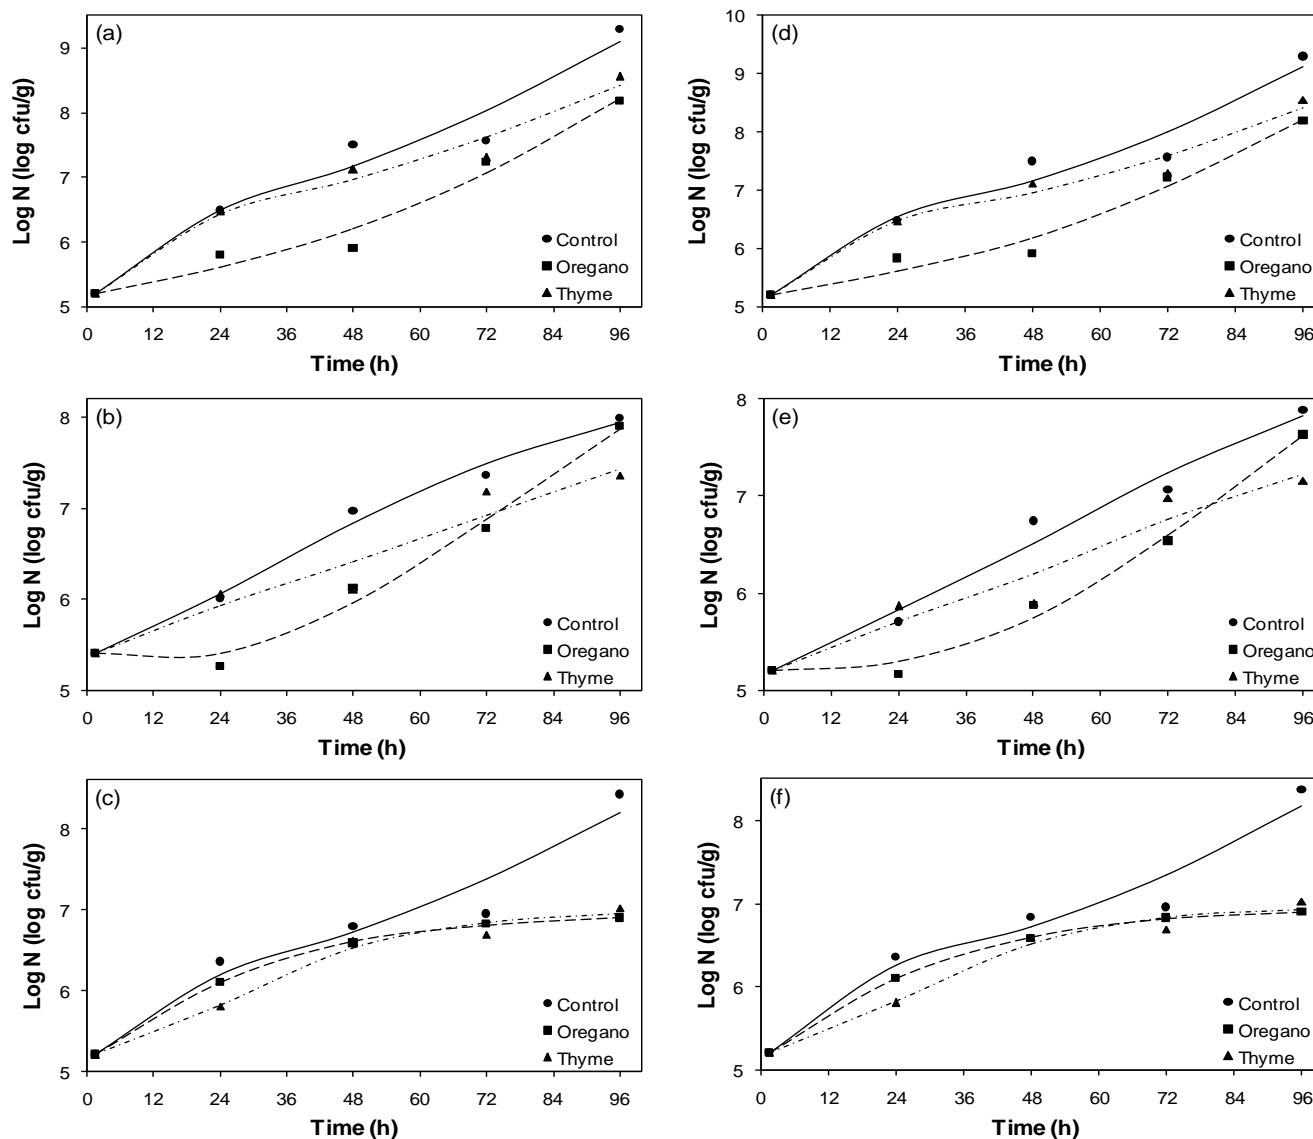 (a)
Log N (log cfu/g)
9
8
7
6
5
Control
Oregano
Thyme
0 12 24 36 48 60 72 84 96
Time (h)
(d)
Log N (log cfu/g)
10
9
8
7
6
5
Control
Oregano
Thyme
0 12 24 36 48 60 72 84 96
Time (h)
(b)
Log N (log cfu/g)
8
7
6
5
Control
Oregano
Thyme
0 12 24 36 48 60 72 84 96
Time (h)
(e)
Log N (log cfu/g)
8
7
6
5
Control
Oregano
Thyme
0 12 24 36 48 60 72 84 96
Time (h)
(c)
Log N (log cfu/g)
8
7
6
5
Control
Oregano
Thyme
0 12 24 36 48 60 72 84 96
Time (h)
(f)
Log N (log cfu/g)
8
7
6
5
Control
Oregano
Thyme
0 12 24 36 48 60 72 84 96
Time (h)